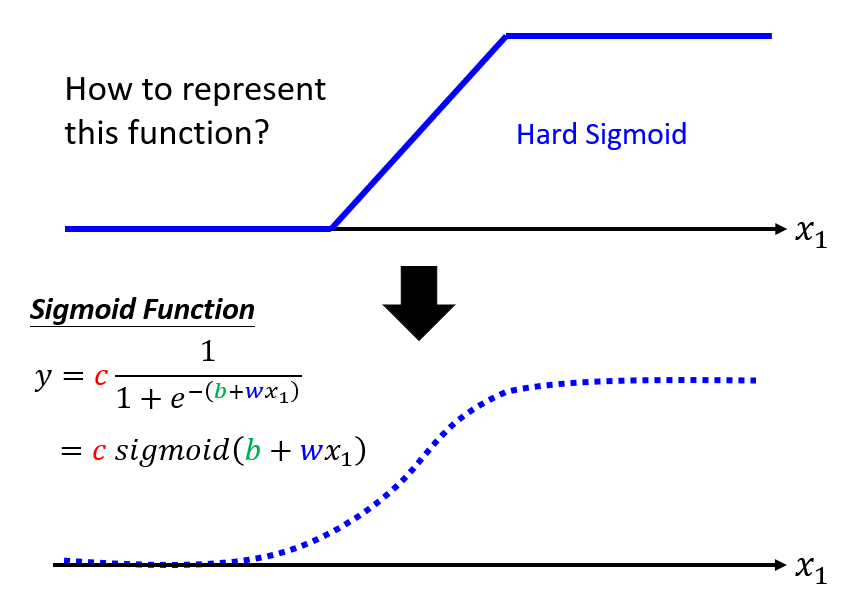 How to represent
this function?
Hard Sigmoid
x₁
Sigmoid Function
y = c 1 / (1 + e^−(b+wx₁))
= c sigmoid(b + wx₁)
x₁